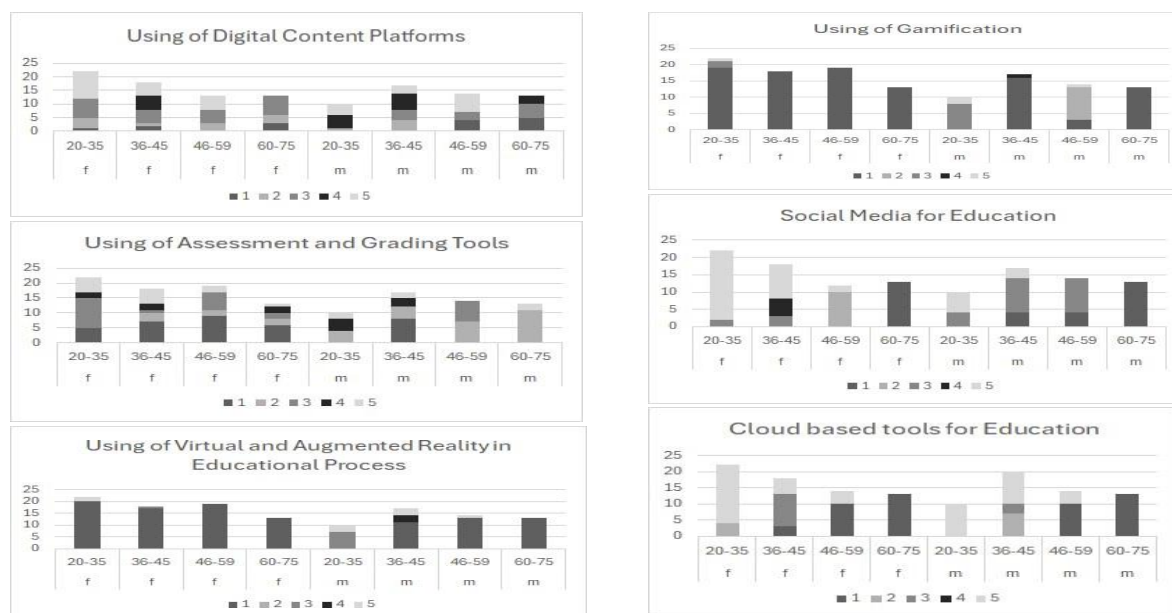 Using of Digital Content Platforms
25
20
15
10
5
0
20-35 36-45 46-59 60-75 20-35 36-45 46-59 60-75
f f f f m m m m
1 2 3 4 5
Using of Assessment and Grading Tools
25
20
15
10
5
0
20-35 36-45 46-59 60-75 20-35 36-45 46-59 60-75
f f f f m m m m
1 2 3 4 5
Using of Virtual and Augmented Reality in
Educational Process
25
20
15
10
5
0
20-35 36-45 46-59 60-75 20-35 36-45 46-59 60-75
f f f f m m m m
1 2 3 4 5
Using of Gamification
25
20
15
10
5
0
20-35 36-45 46-59 60-75 20-35 36-45 46-59 60-75
f f f f m m m m
1 2 3 4 5
Social Media for Education
25
20
15
10
5
0
20-35 36-45 46-59 60-75 20-35 36-45 46-59 60-75
f f f f m m m m
1 2 3 4 5
Cloud based tools for Education
25
20
15
10
5
0
20-35 36-45 46-59 60-75 20-35 36-45 46-59 60-75
f f f f m m m m
1 2 3 4 5